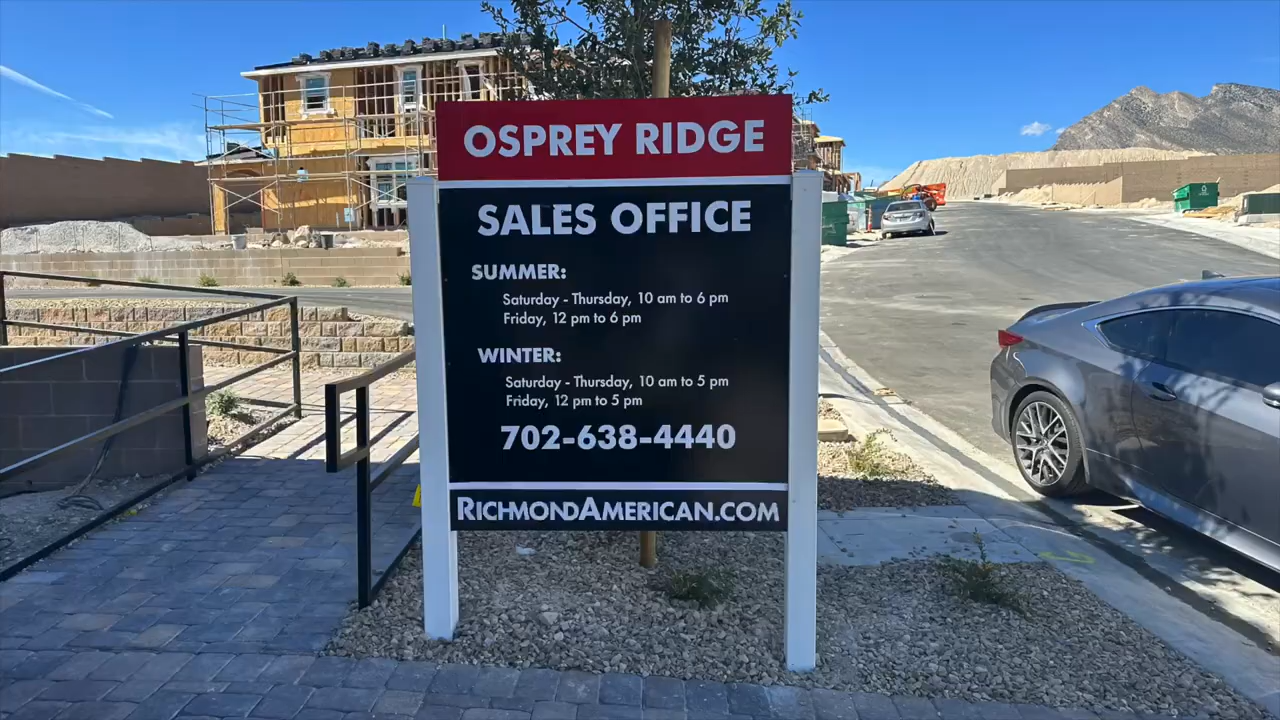 OSPREY RIDGE
SALES OFFICE
SUMMER:
Saturday - Thursday, 10 am to 6 pm
Friday, 12 pm to 6 pm
WINTER:
Saturday - Thursday, 10 am to 5 pm
Friday, 12 pm to 5 pm
702-638-4440
RICHMONDAMERICAN.COM